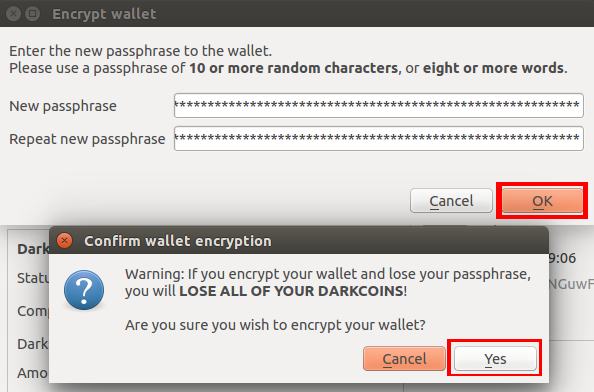 Encrypt wallet
Enter the new passphrase to the wallet.
Please use a passphrase of 10 or more random characters, or eight or more words.
New passphrase
Repeat new passphrase
Cancel
OK
Confirm wallet encryption
Dark
9:06
Statu
Warning: If you encrypt your wallet and lose your passphrase,
you will LOSE ALL OF YOUR DARKCOINS!
NGuwF
Comp
Are you sure you wish to encrypt your wallet?
Dark
Cancel
Yes
Amo